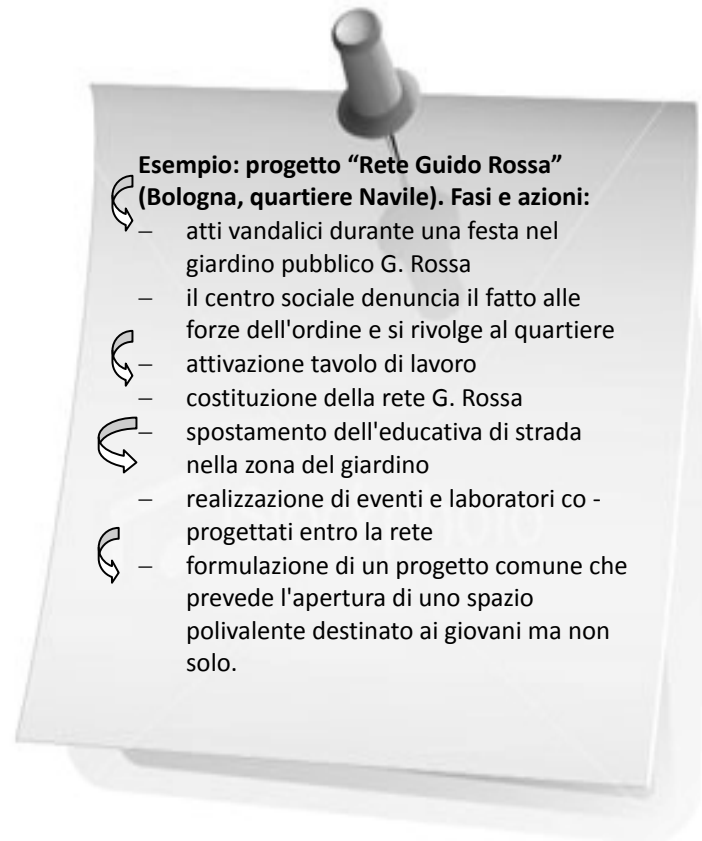 Esempio: progetto “Rete Guido Rossa”
(Bologna, quartiere Navile). Fasi e azioni:
– atti vandalici durante una festa nel
giardino pubblico G. Rossa
– il centro sociale denuncia il fatto alle
forze dell'ordine e si rivolge al quartiere
– attivazione tavolo di lavoro
– costituzione della rete G. Rossa
– spostamento dell'educativa di strada
nella zona del giardino
– realizzazione di eventi e laboratori co -
progettati entro la rete
– formulazione di un progetto comune che
prevede l'apertura di uno spazio
polivalente destinato ai giovani ma non
solo.